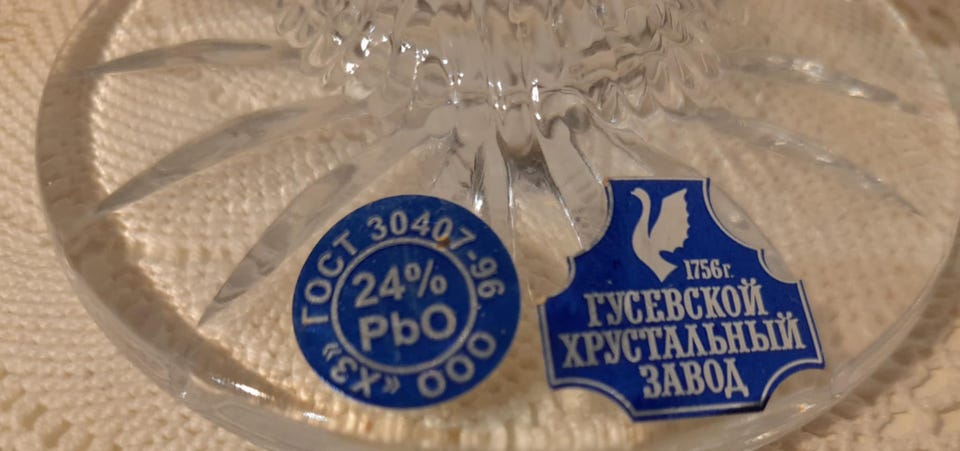 ГОСТ 30407-96
24%
PbO
ООО «ХЗ»
1756г.
ГУСЕВСКОЙ
ХРУСТАЛЬНЫЙ
ЗАВОД